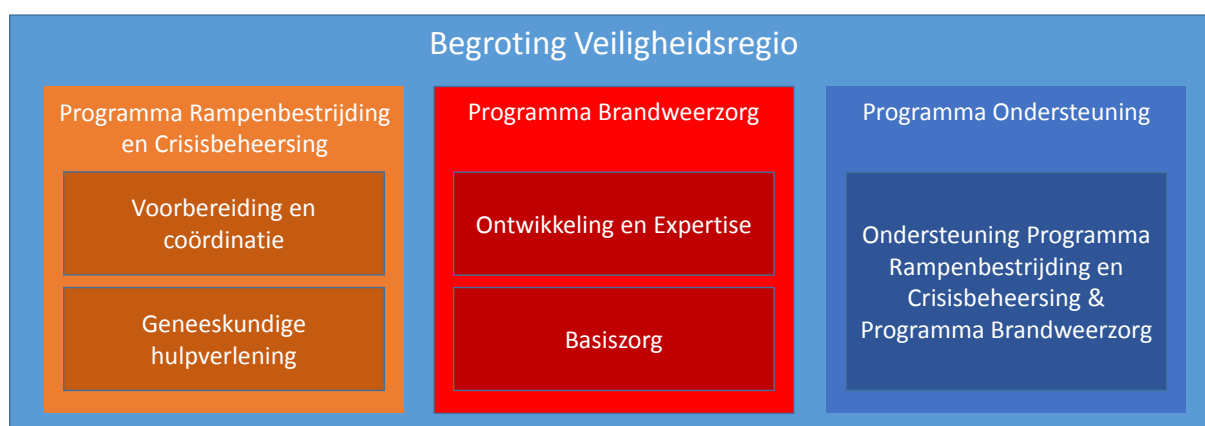 Begroting Veiligheidsregio
Programma Rampenbestrijding
en Crisisbeheersing
Voorbereiding en
coördinatie
Geneeskundige
hulpverlening
Programma Brandweerzorg
Ontwikkeling en Expertise
Basiszorg
Programma Ondersteuning
Ondersteuning Programma
Rampenbestrijding en
Crisisbeheersing &
Programma Brandweerzorg